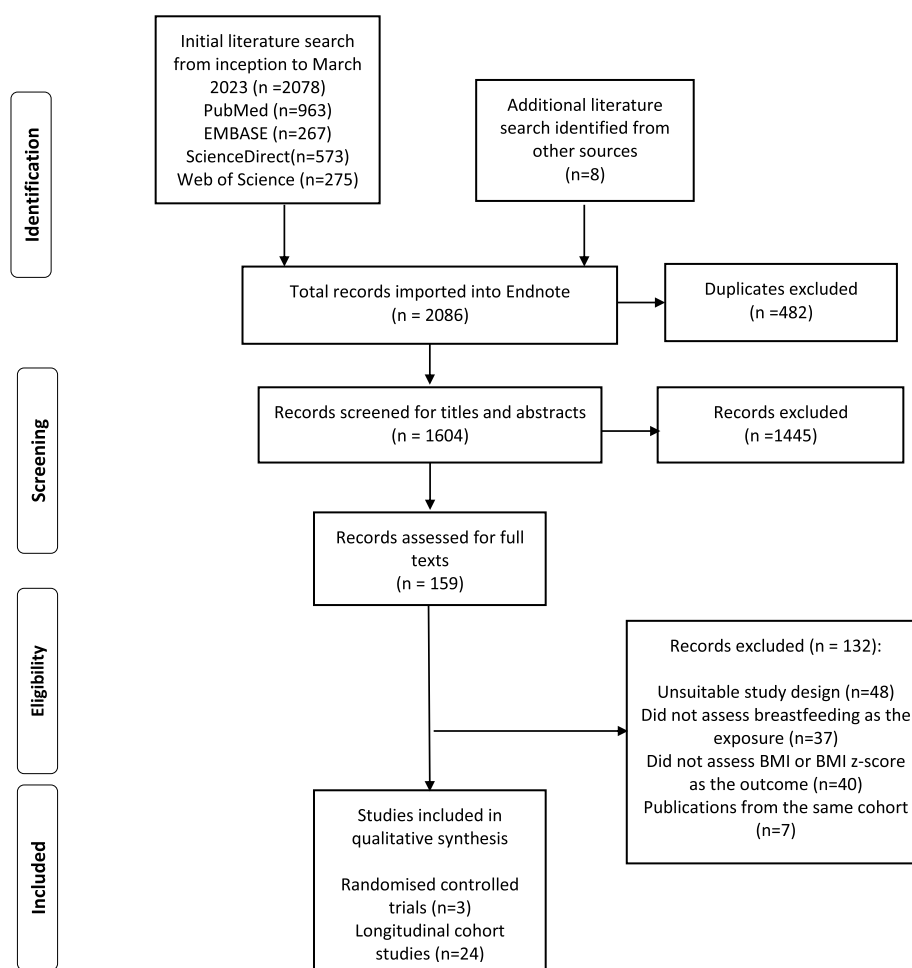 Initial literature search
from inception to March
2023 (n =2078)
PubMed (n=963)
EMBASE (n=267)
ScienceDirect(n=573)
Web of Science (n=275)
Additional literature
search identified from
other sources
(n=8)
Identification
Total records imported into Endnote
(n = 2086)
Duplicates excluded
(n =482)
Screening
Records screened for titles and abstracts
(n = 1604)
Records excluded
(n =1445)
Records assessed for full
texts
(n = 159)
Eligibility
Records excluded (n = 132):
Unsuitable study design (n=48)
Did not assess breastfeeding as the
exposure (n=37)
Did not assess BMI or BMI z-score
as the outcome (n=40)
Publications from the same cohort
(n=7)
Included
Studies included in
qualitative synthesis
Randomised controlled
trials (n=3)
Longitudinal cohort
studies (n=24)